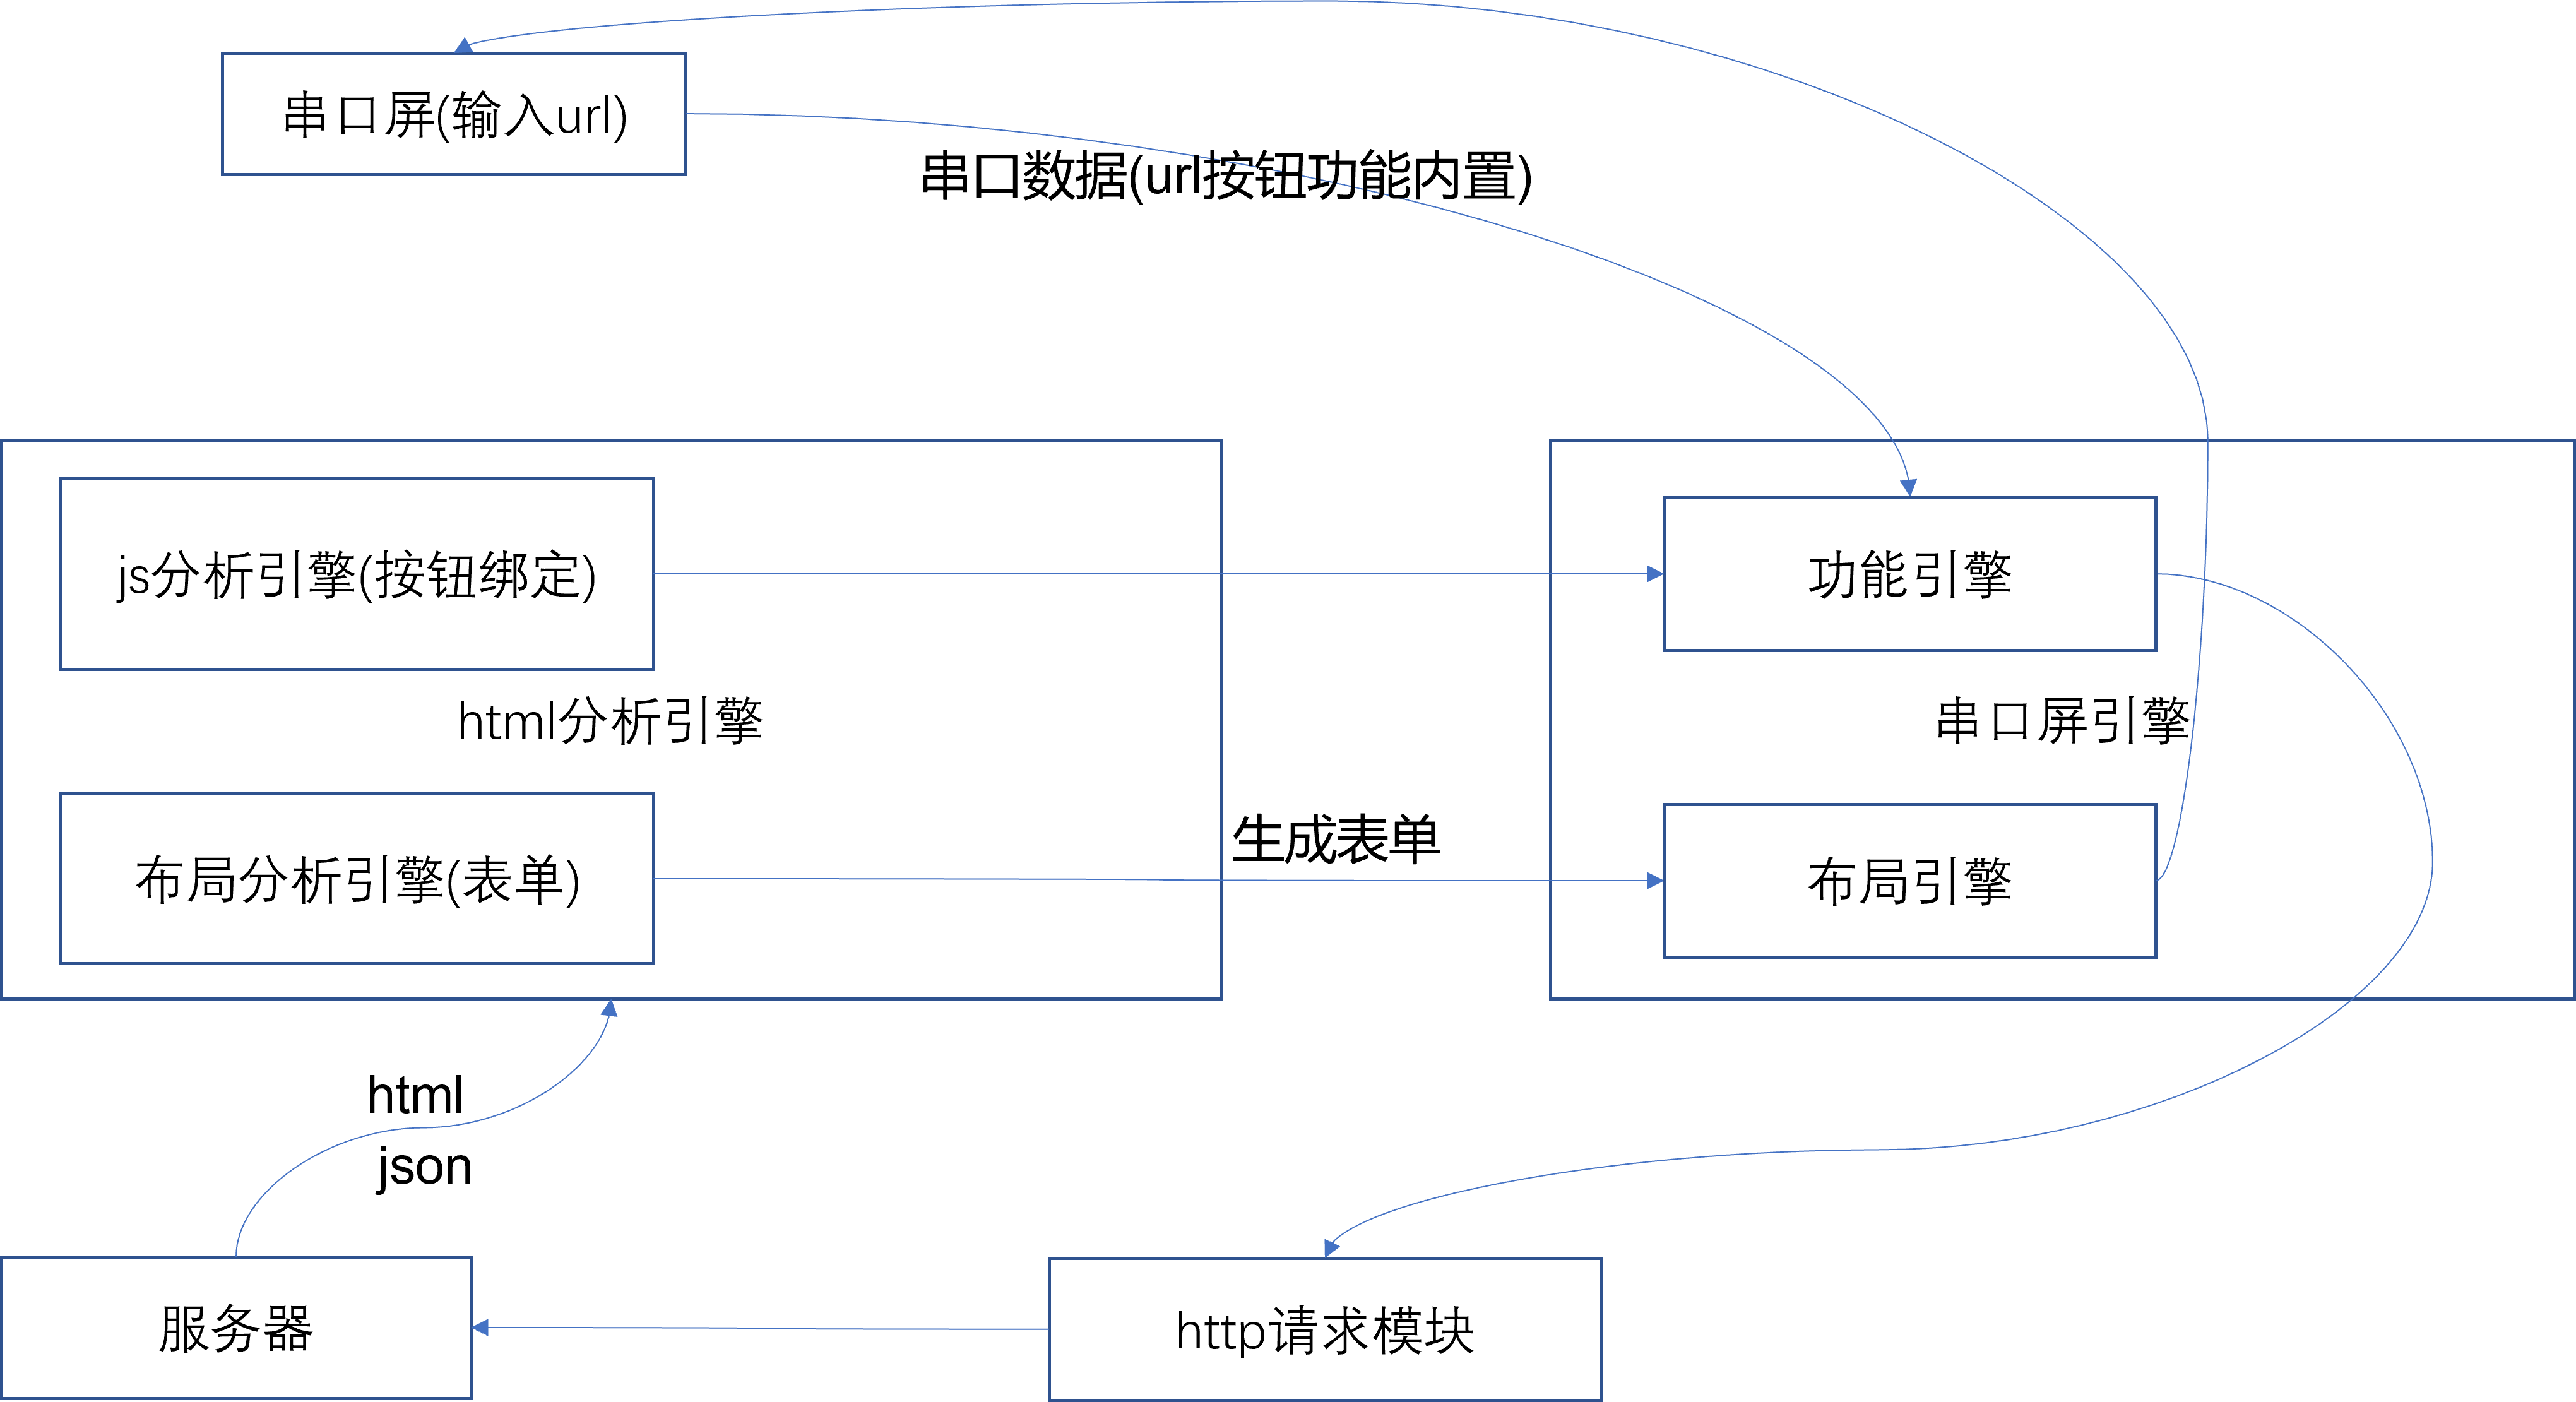 串口屏(输入url)
串口数据(url按钮功能内置)
js分析引擎(按钮绑定)
功能引擎
html分析引擎
串口屏引擎
生成表单
布局分析引擎(表单)
布局引擎
html
json
服务器
http请求模块